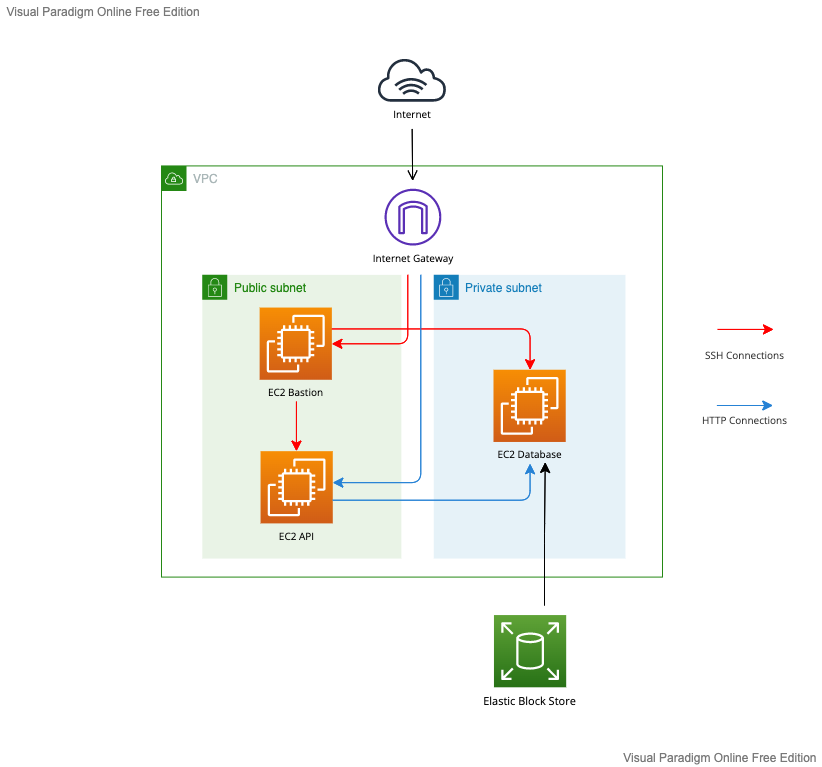 Visual Paradigm Online Free Edition
Internet
VPC
Internet Gateway
Public subnet
Private subnet
EC2 Bastion
SSH Connections
HTTP Connections
EC2 Database
EC2 API
Elastic Block Store
Visual Paradigm Online Free Edition